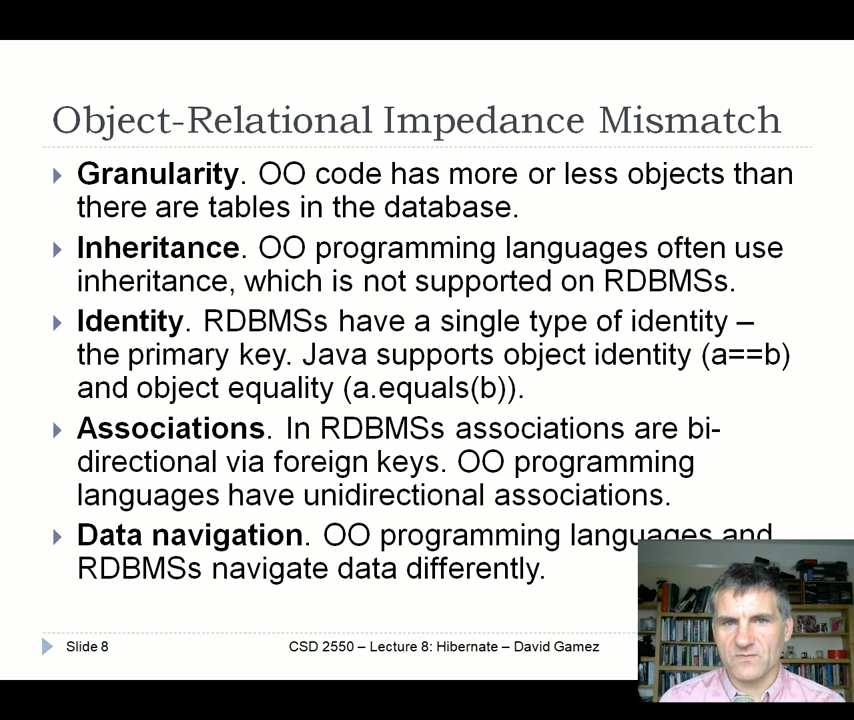 Object-Relational Impedance Mismatch
Granularity. OO code has more or less objects than
there are tables in the database.
Inheritance. OO programming languages often use
inheritance, which is not supported on RDBMSs.
Identity. RDBMSs have a single type of identity –
the primary key. Java supports object identity (a==b)
and object equality (a.equals(b)).
Associations. In RDBMSs associations are bi-
directional via foreign keys. OO programming
languages have unidirectional associations.
Data navigation. OO programming languages and
RDBMSs navigate data differently.
Slide 8
CSD 2550 – Lecture 8: Hibernate – David Gamez